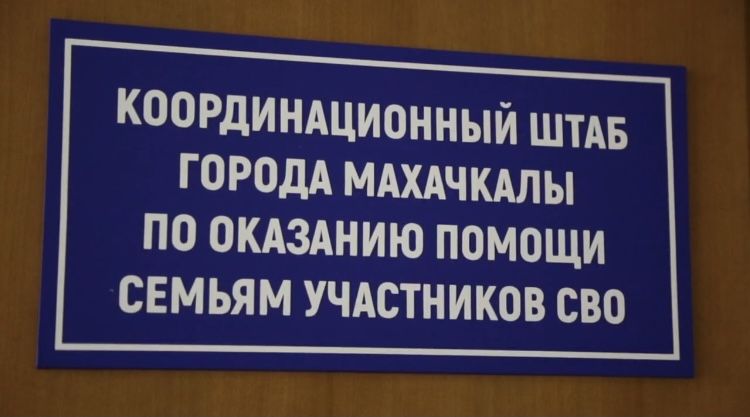 КООРДИНАЦИОННЫЙ ШТАБ
ГОРОДА МАХАЧКАЛЫ
ПО ОКАЗАНИЮ ПОМОЩИ
СЕМЬЯМ УЧАСТНИКОВ СВО